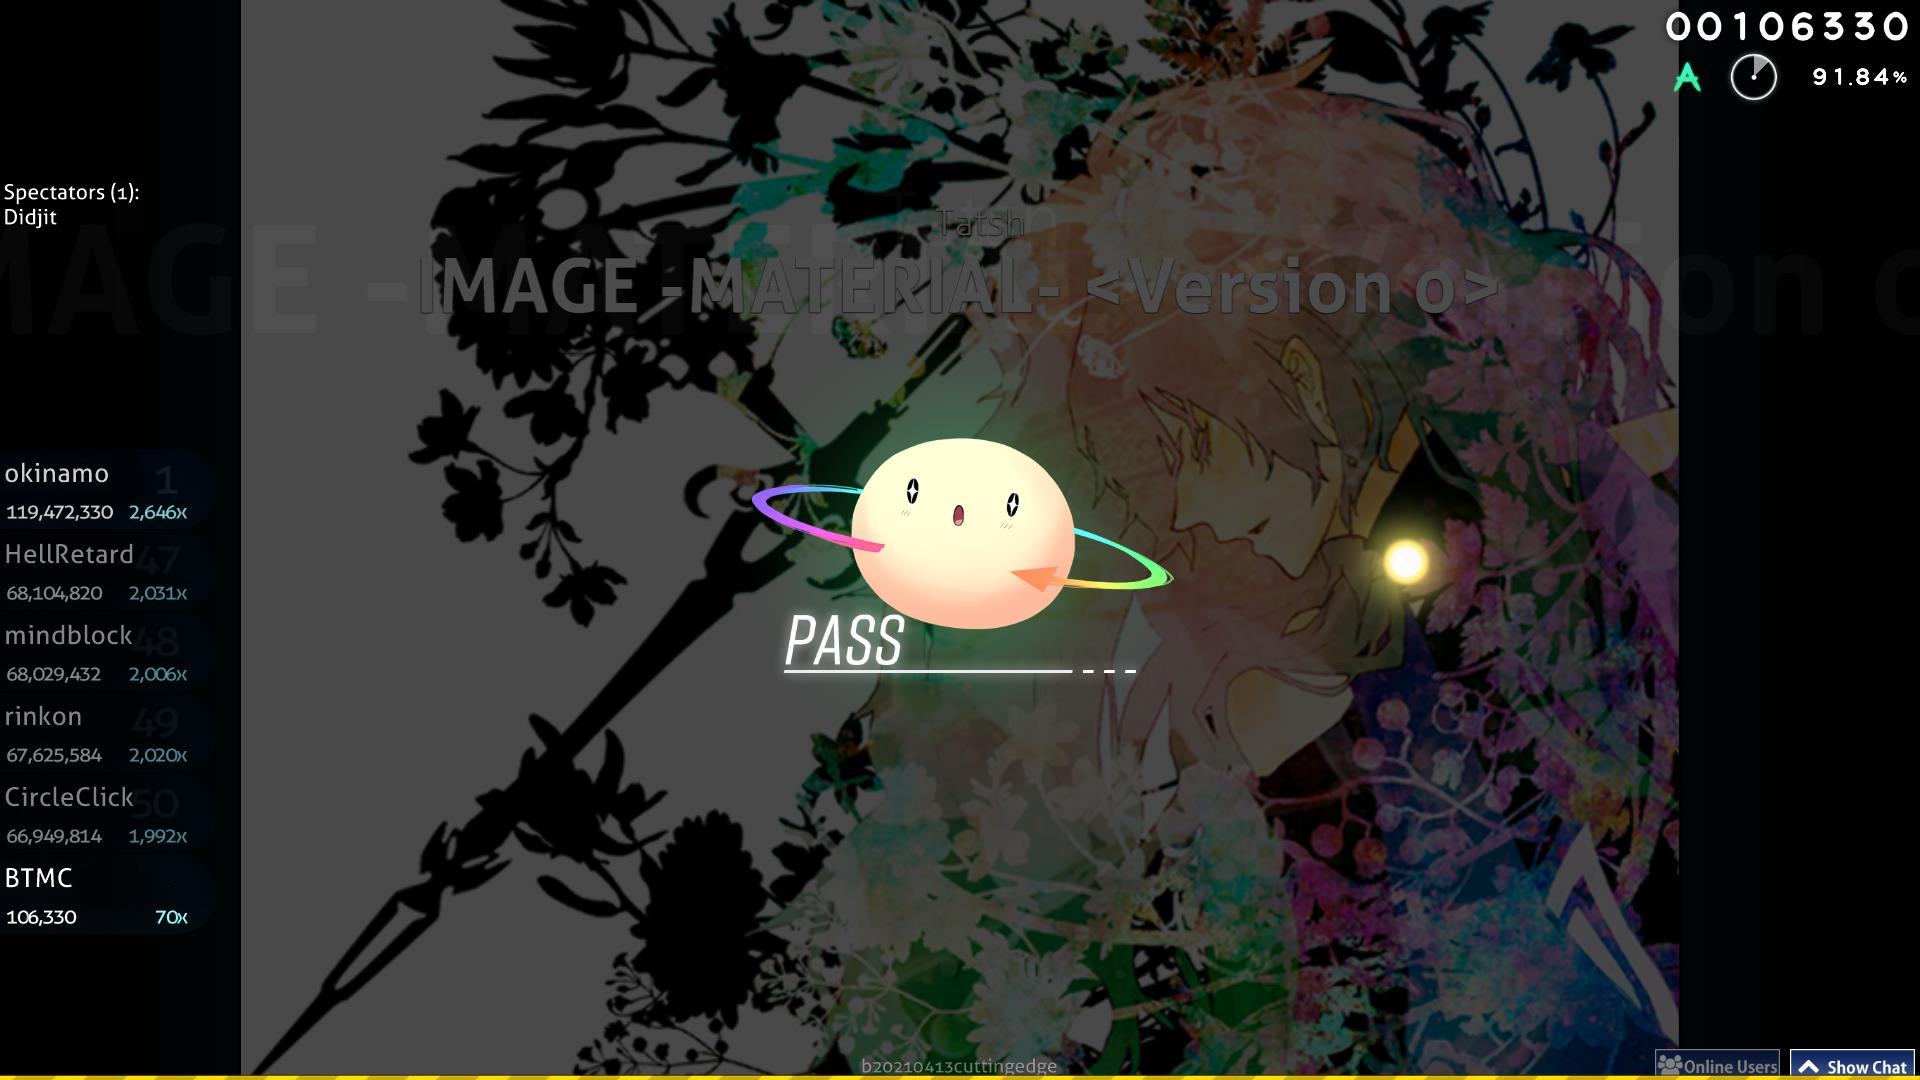 00106330
A 91.84%
Spectators (1):
Didjit
Tatsh
IMAGE -MATERIAL- <Version 0>
okinamo 1
119,472,330 2,646x
HellRetard 47
68,104,820 2,031x
mindblock 48
68,029,432 2,006x
rinkon 49
67,625,584 2,020x
CircleClick 50
66,949,814 1,992x
BTMC
106,330 70x
PASS
b20210413cuttingedge
Online Users
Show Chat